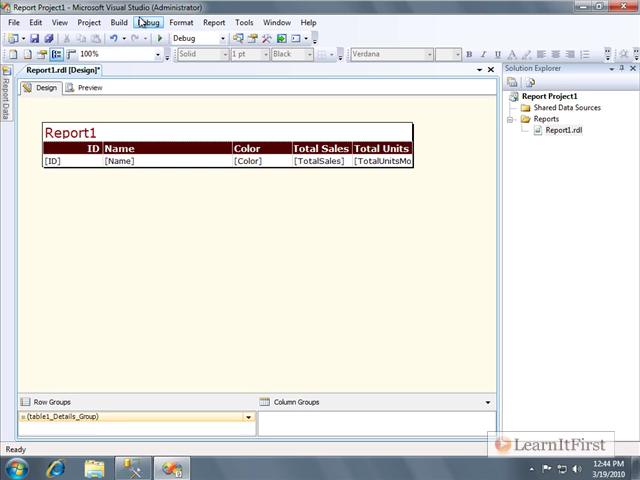 Report Project1 - Microsoft Visual Studio (Administrator)
File Edit View Project Build Debug Format Report Tools Window Help
Debug
100% Solid 1 pt Black Verdana B I U A
Report1.rdl [Design]*
Design Preview
Report Data
Report1
ID Name Color Total Sales Total Units
[ID] [Name] [Color] [TotalSales] [TotalUnitsMo
Row Groups Column Groups
(table1_Details_Group)
Solution Explorer
Report Project1
Shared Data Sources
Reports
Report1.rdl
Ready
LearnItFirst
12:44 PM
3/19/2010